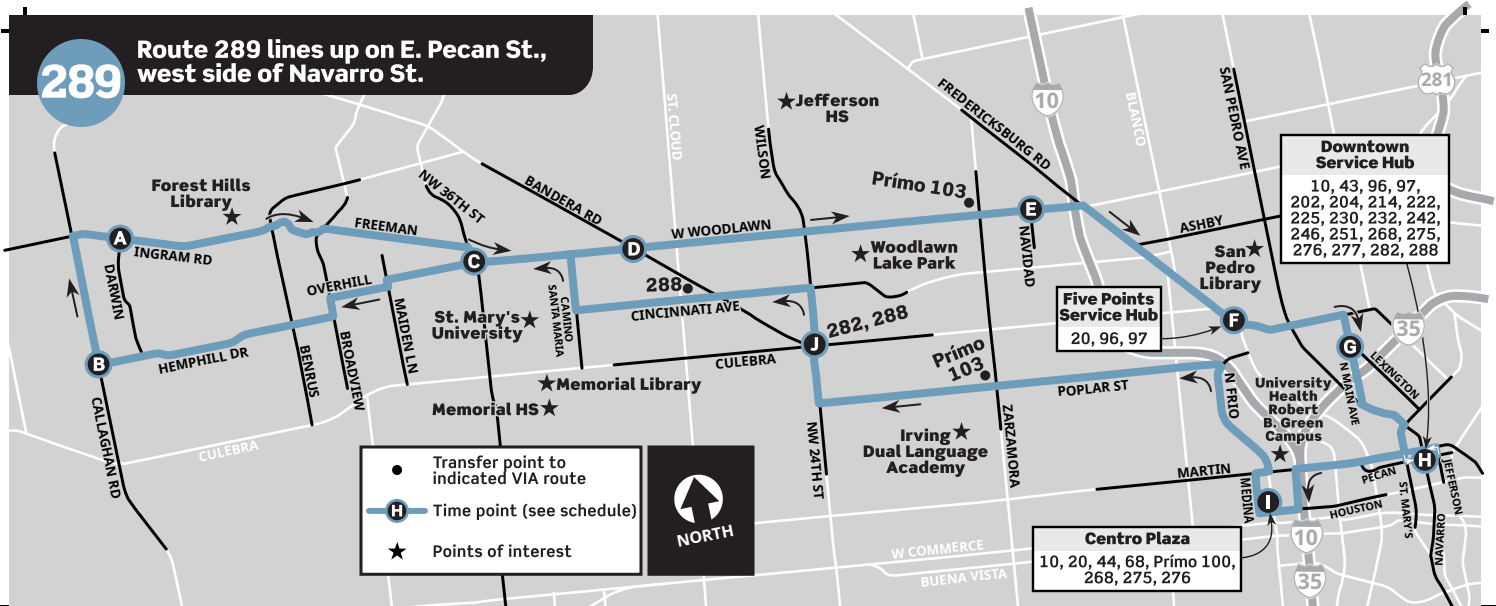 289
Route 289 lines up on E. Pecan St.,
west side of Navarro St.
ST. CLOUD
WILSON
Jefferson
HS
FREDERICKSBURG RD
10
BLANCO
SAN PEDRO AVE
281
Downtown
Service Hub
10, 43, 96, 97,
202, 204, 214, 222,
225, 230, 232, 242,
246, 251, 268, 275,
276, 277, 282, 288
Forest Hills
Library
NW 36TH ST
BANDERA RD
Prímo 103
A
INGRAM RD
FREEMAN
C
D
W WOODLAWN
E
NAVIDAD
ASHBY
San
Pedro
Library
Woodlawn
Lake Park
DARWIN
OVERHILL
MAIDEN LN
St. Mary's
University
CAMINO
SANTA MARIA
288
CINCINNATI AVE
282, 288
J
Five Points
Service Hub
20, 96, 97
F
G
35
LEXINGTON
N MAIN AVE
B
HEMPHILL DR
BENRUS
BROADVIEW
CULEBRA
Prímo
103
POPLAR ST
N FRIO
University
Health
Robert
B. Green
Campus
Memorial Library
Memorial HS
CALLAGHAN RD
CULEBRA
NW 24TH ST
Irving
Dual Language
Academy
ZARZAMORA
MARTIN
MEDINA
I
PECAN
H
JEFFERSON
HOUSTON
ST. MARY'S
NAVARRO
Transfer point to
indicated VIA route
H
Time point (see schedule)
Points of interest
NORTH
W COMMERCE
BUENA VISTA
Centro Plaza
10, 20, 44, 68, Prímo 100,
268, 275, 276
10
35